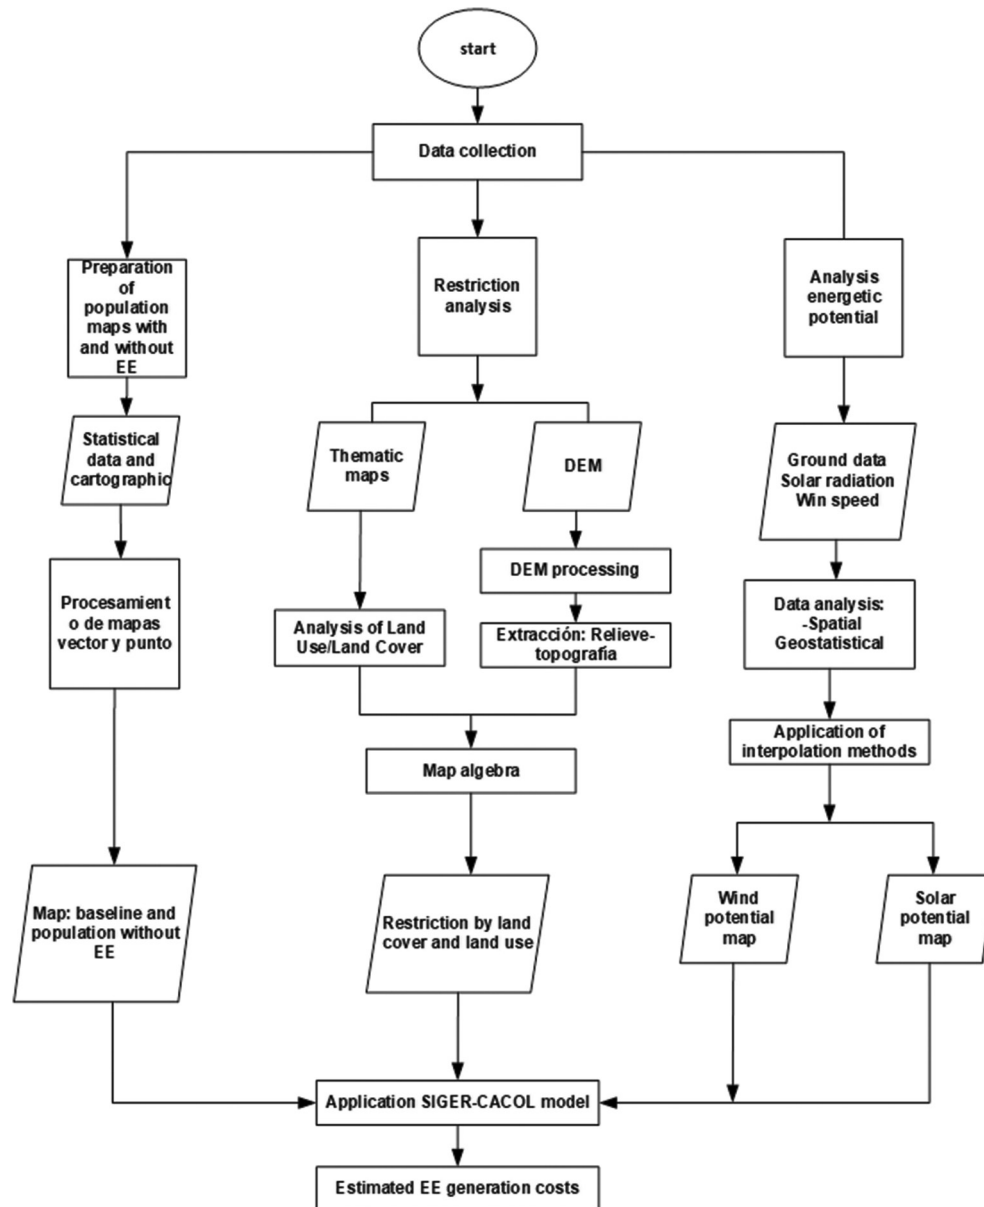 start
Data collection
Preparation
of
population
maps with
and without
EE
Statistical
data and
cartographic
Procesamient
o de mapas
vector y punto
Map: baseline and
population without
EE
Restriction
analysis
Thematic
maps
DEM
DEM processing
Analysis of Land
Use/Land Cover
Extracción: Relieve-
topografía
Map algebra
Restriction by land
cover and land use
Analysis
energetic
potential
Ground data
Solar radiation
Win speed
Data analysis:
-Spatial
Geostatistical
Application of
interpolation methods
Wind
potential
map
Solar
potential
map
Application SIGER-CACOL model
Estimated EE generation costs